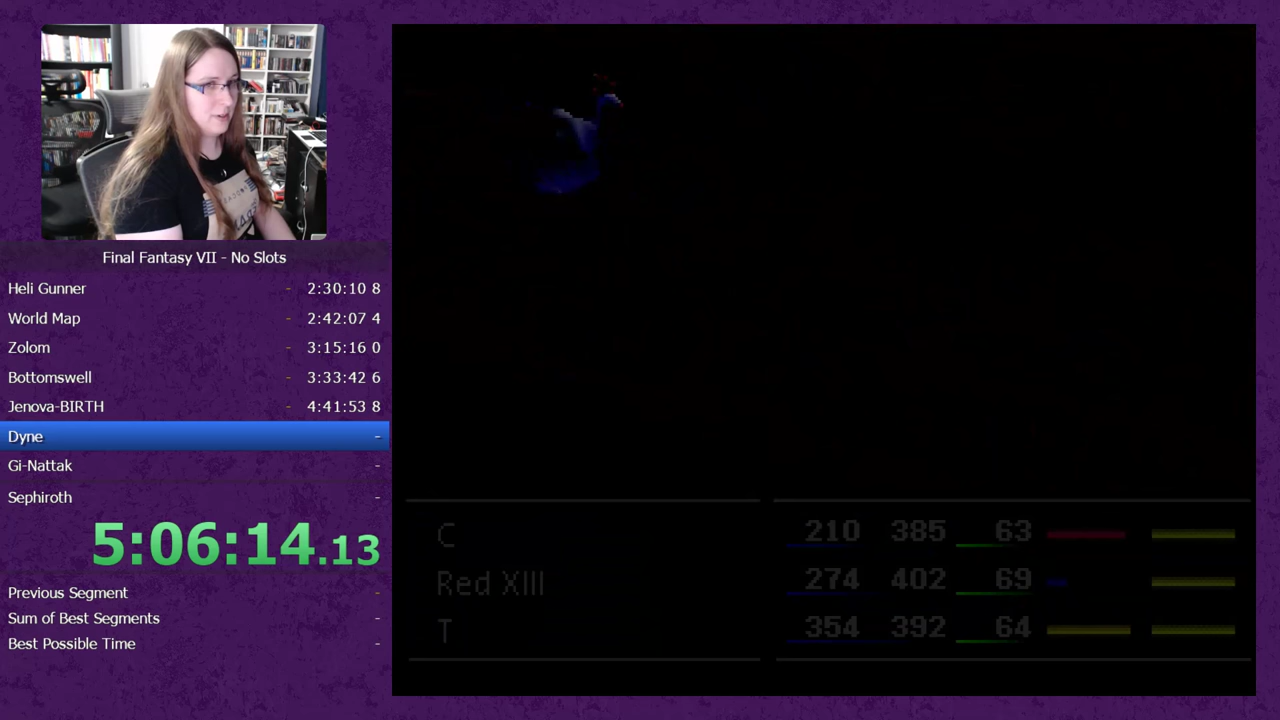 Final Fantasy VII - No Slots
Heli Gunner - 2:30:10 8
World Map - 2:42:07 4
Zolom - 3:15:16 0
Bottomswell - 3:33:42 6
Jenova-BIRTH - 4:41:53 8
Dyne -
Gi-Nattak -
Sephiroth -
5:06:14.13
Previous Segment -
Sum of Best Segments -
Best Possible Time -
C 210 385 63
Red XIII 274 402 69
T 354 392 64